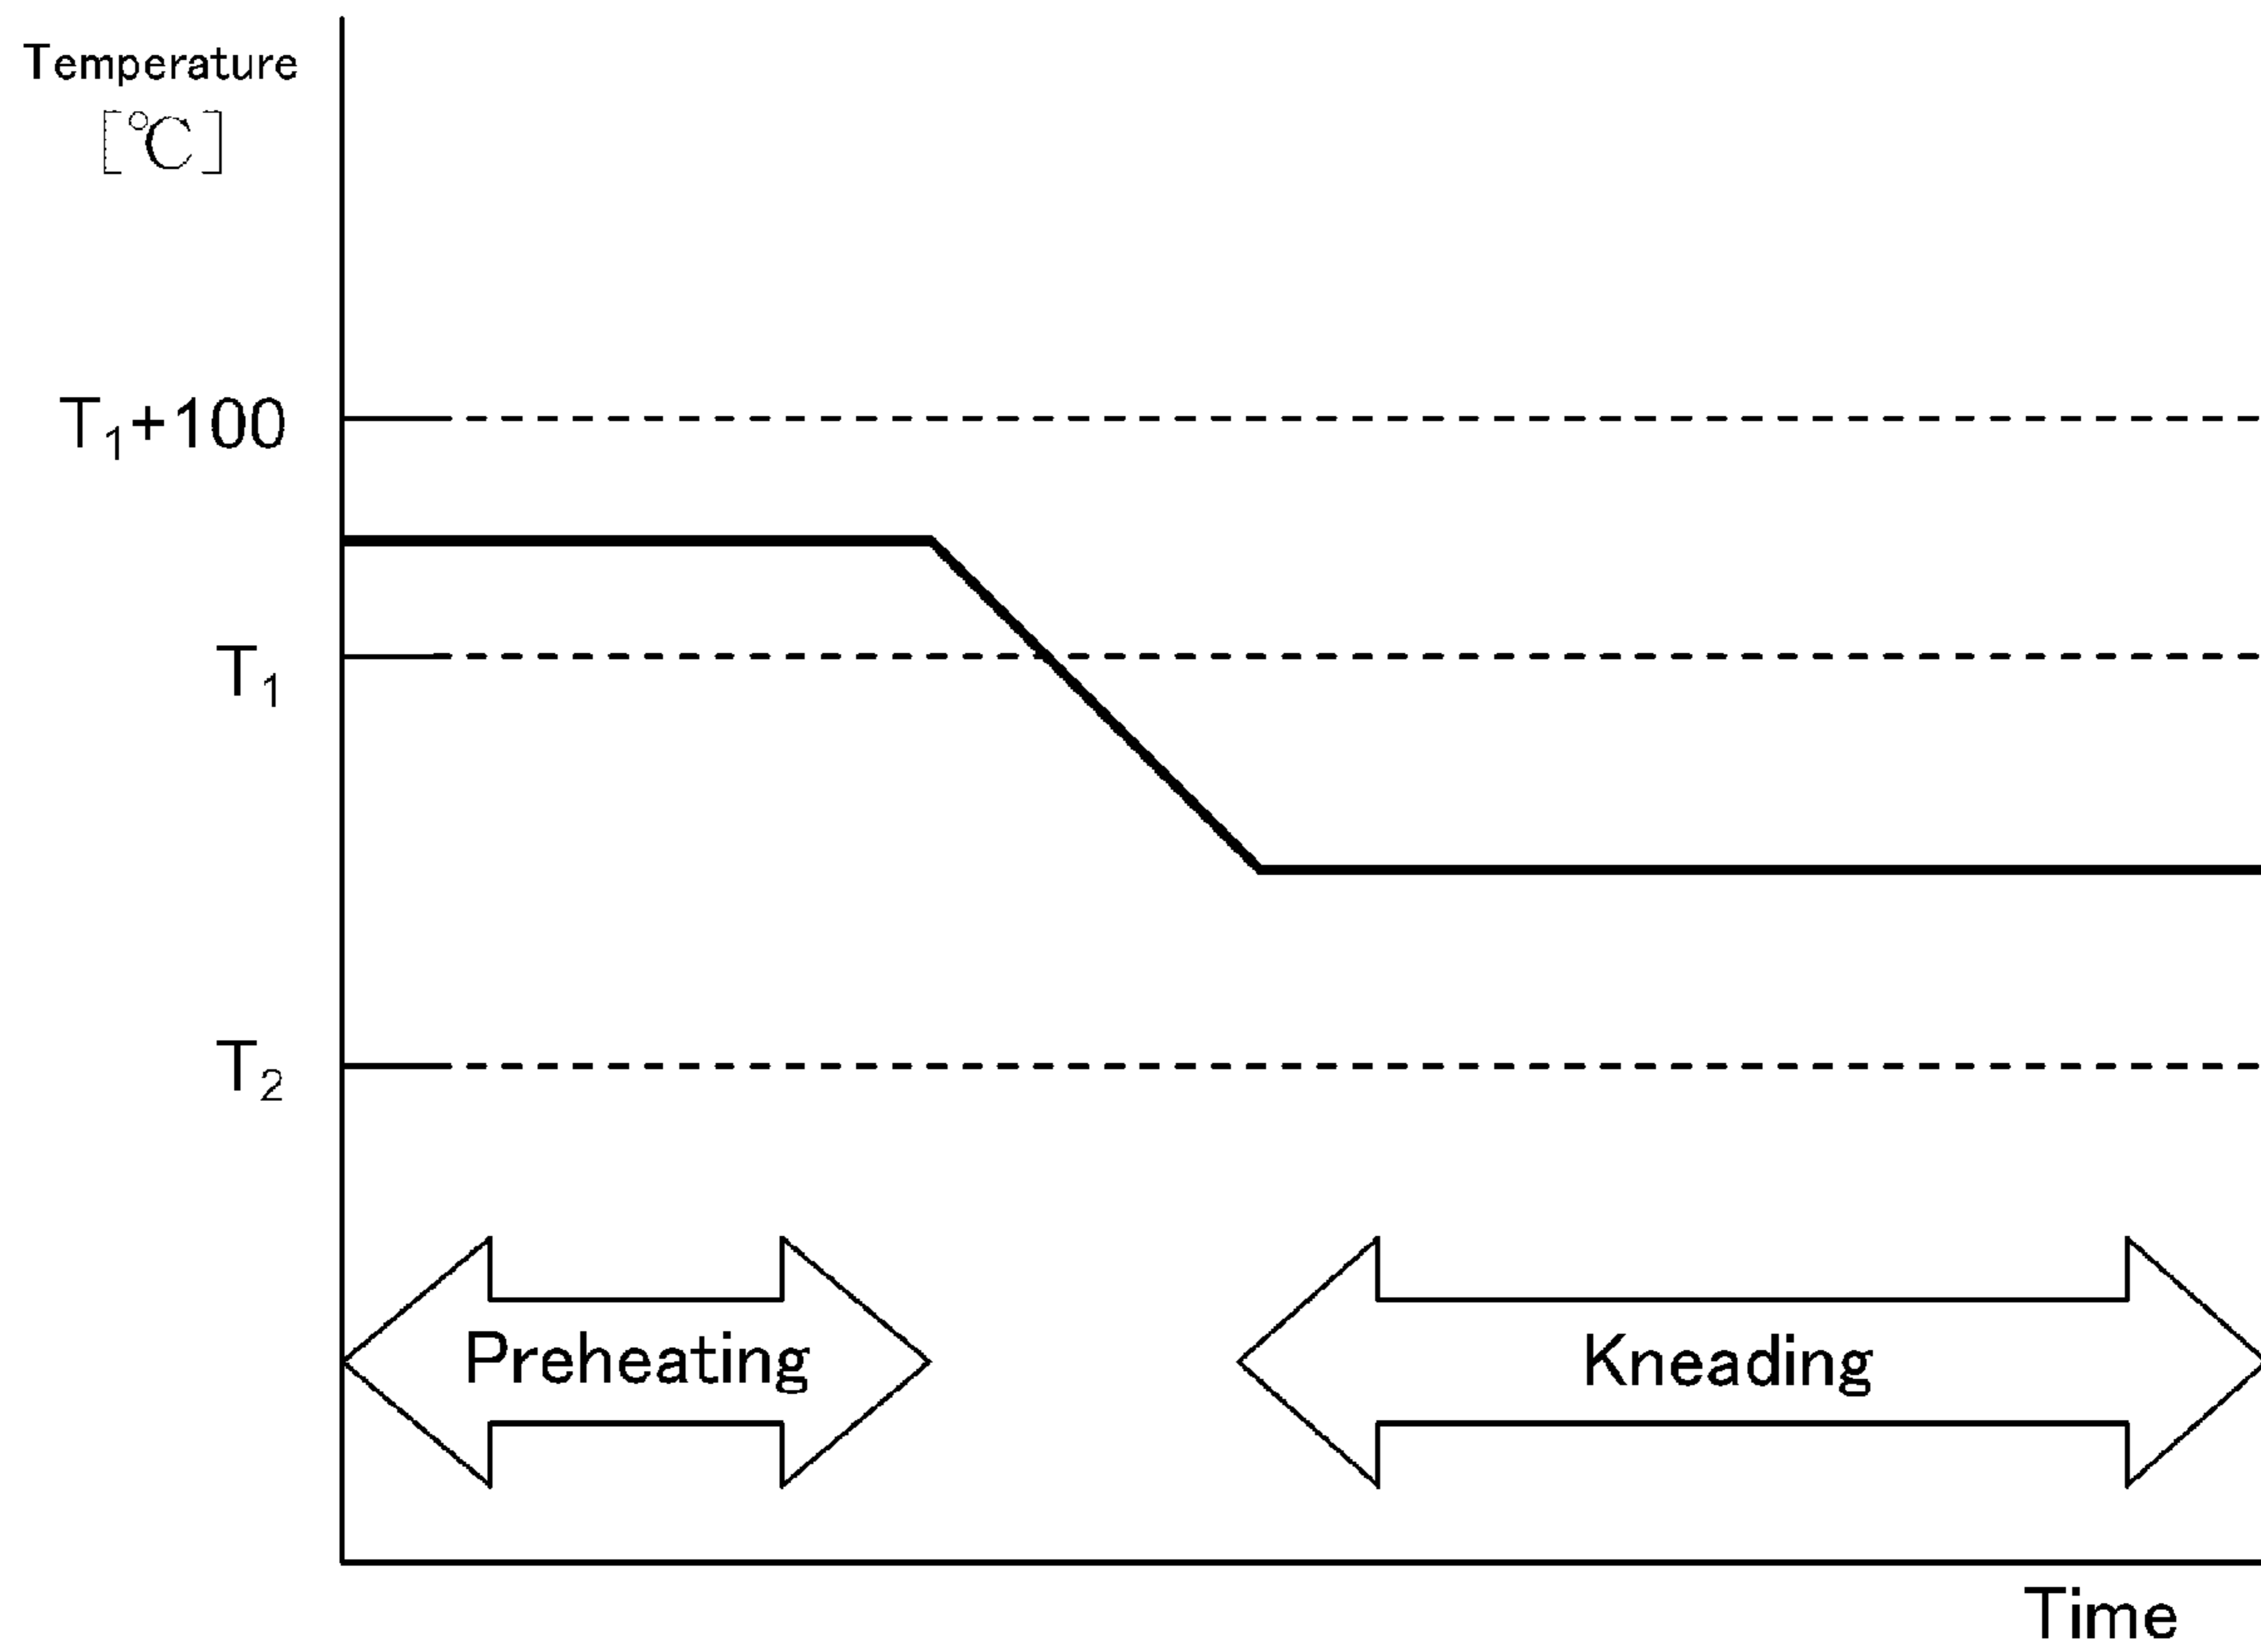 Temperature
[℃]
T₁+100
T₁
T₂
Preheating
Kneading
Time